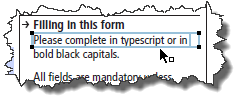 → Filling in this form
Please complete in typescript or in
bold black capitals.
All fields are mandatory unless